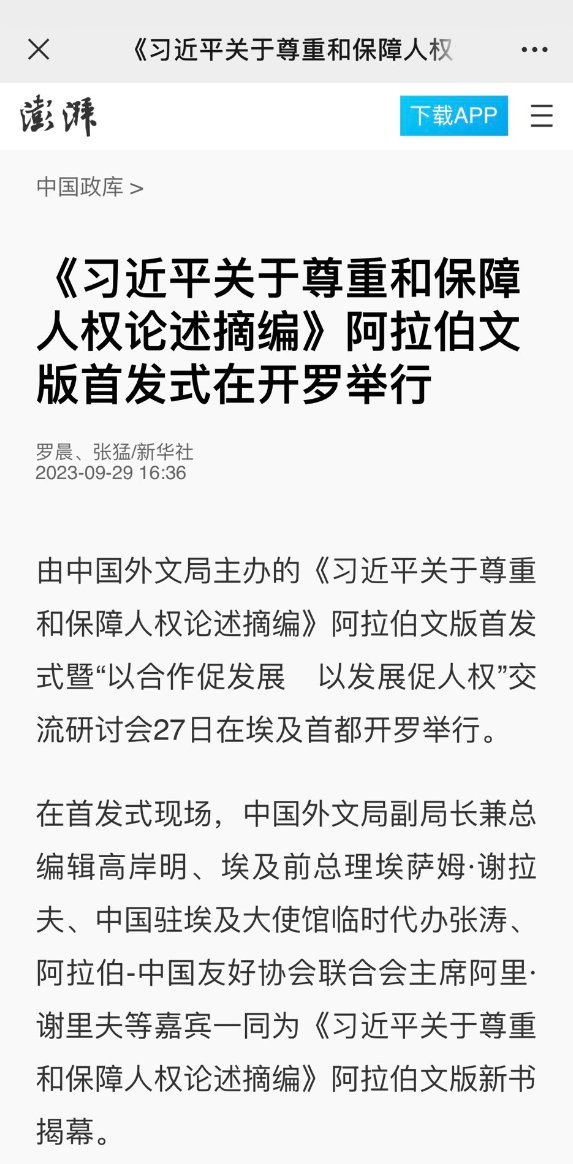 《习近平关于尊重和保障人权
澎湃
下载APP
中国政库 >
《习近平关于尊重和保障
人权论述摘编》阿拉伯文
版首发式在开罗举行
罗晨、张猛/新华社
2023-09-29 16:36
由中国外文局主办的《习近平关于尊重
和保障人权论述摘编》阿拉伯文版首发
式暨“以合作促发展　以发展促人权”交
流研讨会27日在埃及首都开罗举行。
在首发式现场，中国外文局副局长兼总
编辑高岸明、埃及前总理埃萨姆·谢拉
夫、中国驻埃及大使馆临时代办张涛、
阿拉伯-中国友好协会联合会主席阿里·
谢里夫等嘉宾一同为《习近平关于尊重
和保障人权论述摘编》阿拉伯文版新书
揭幕。